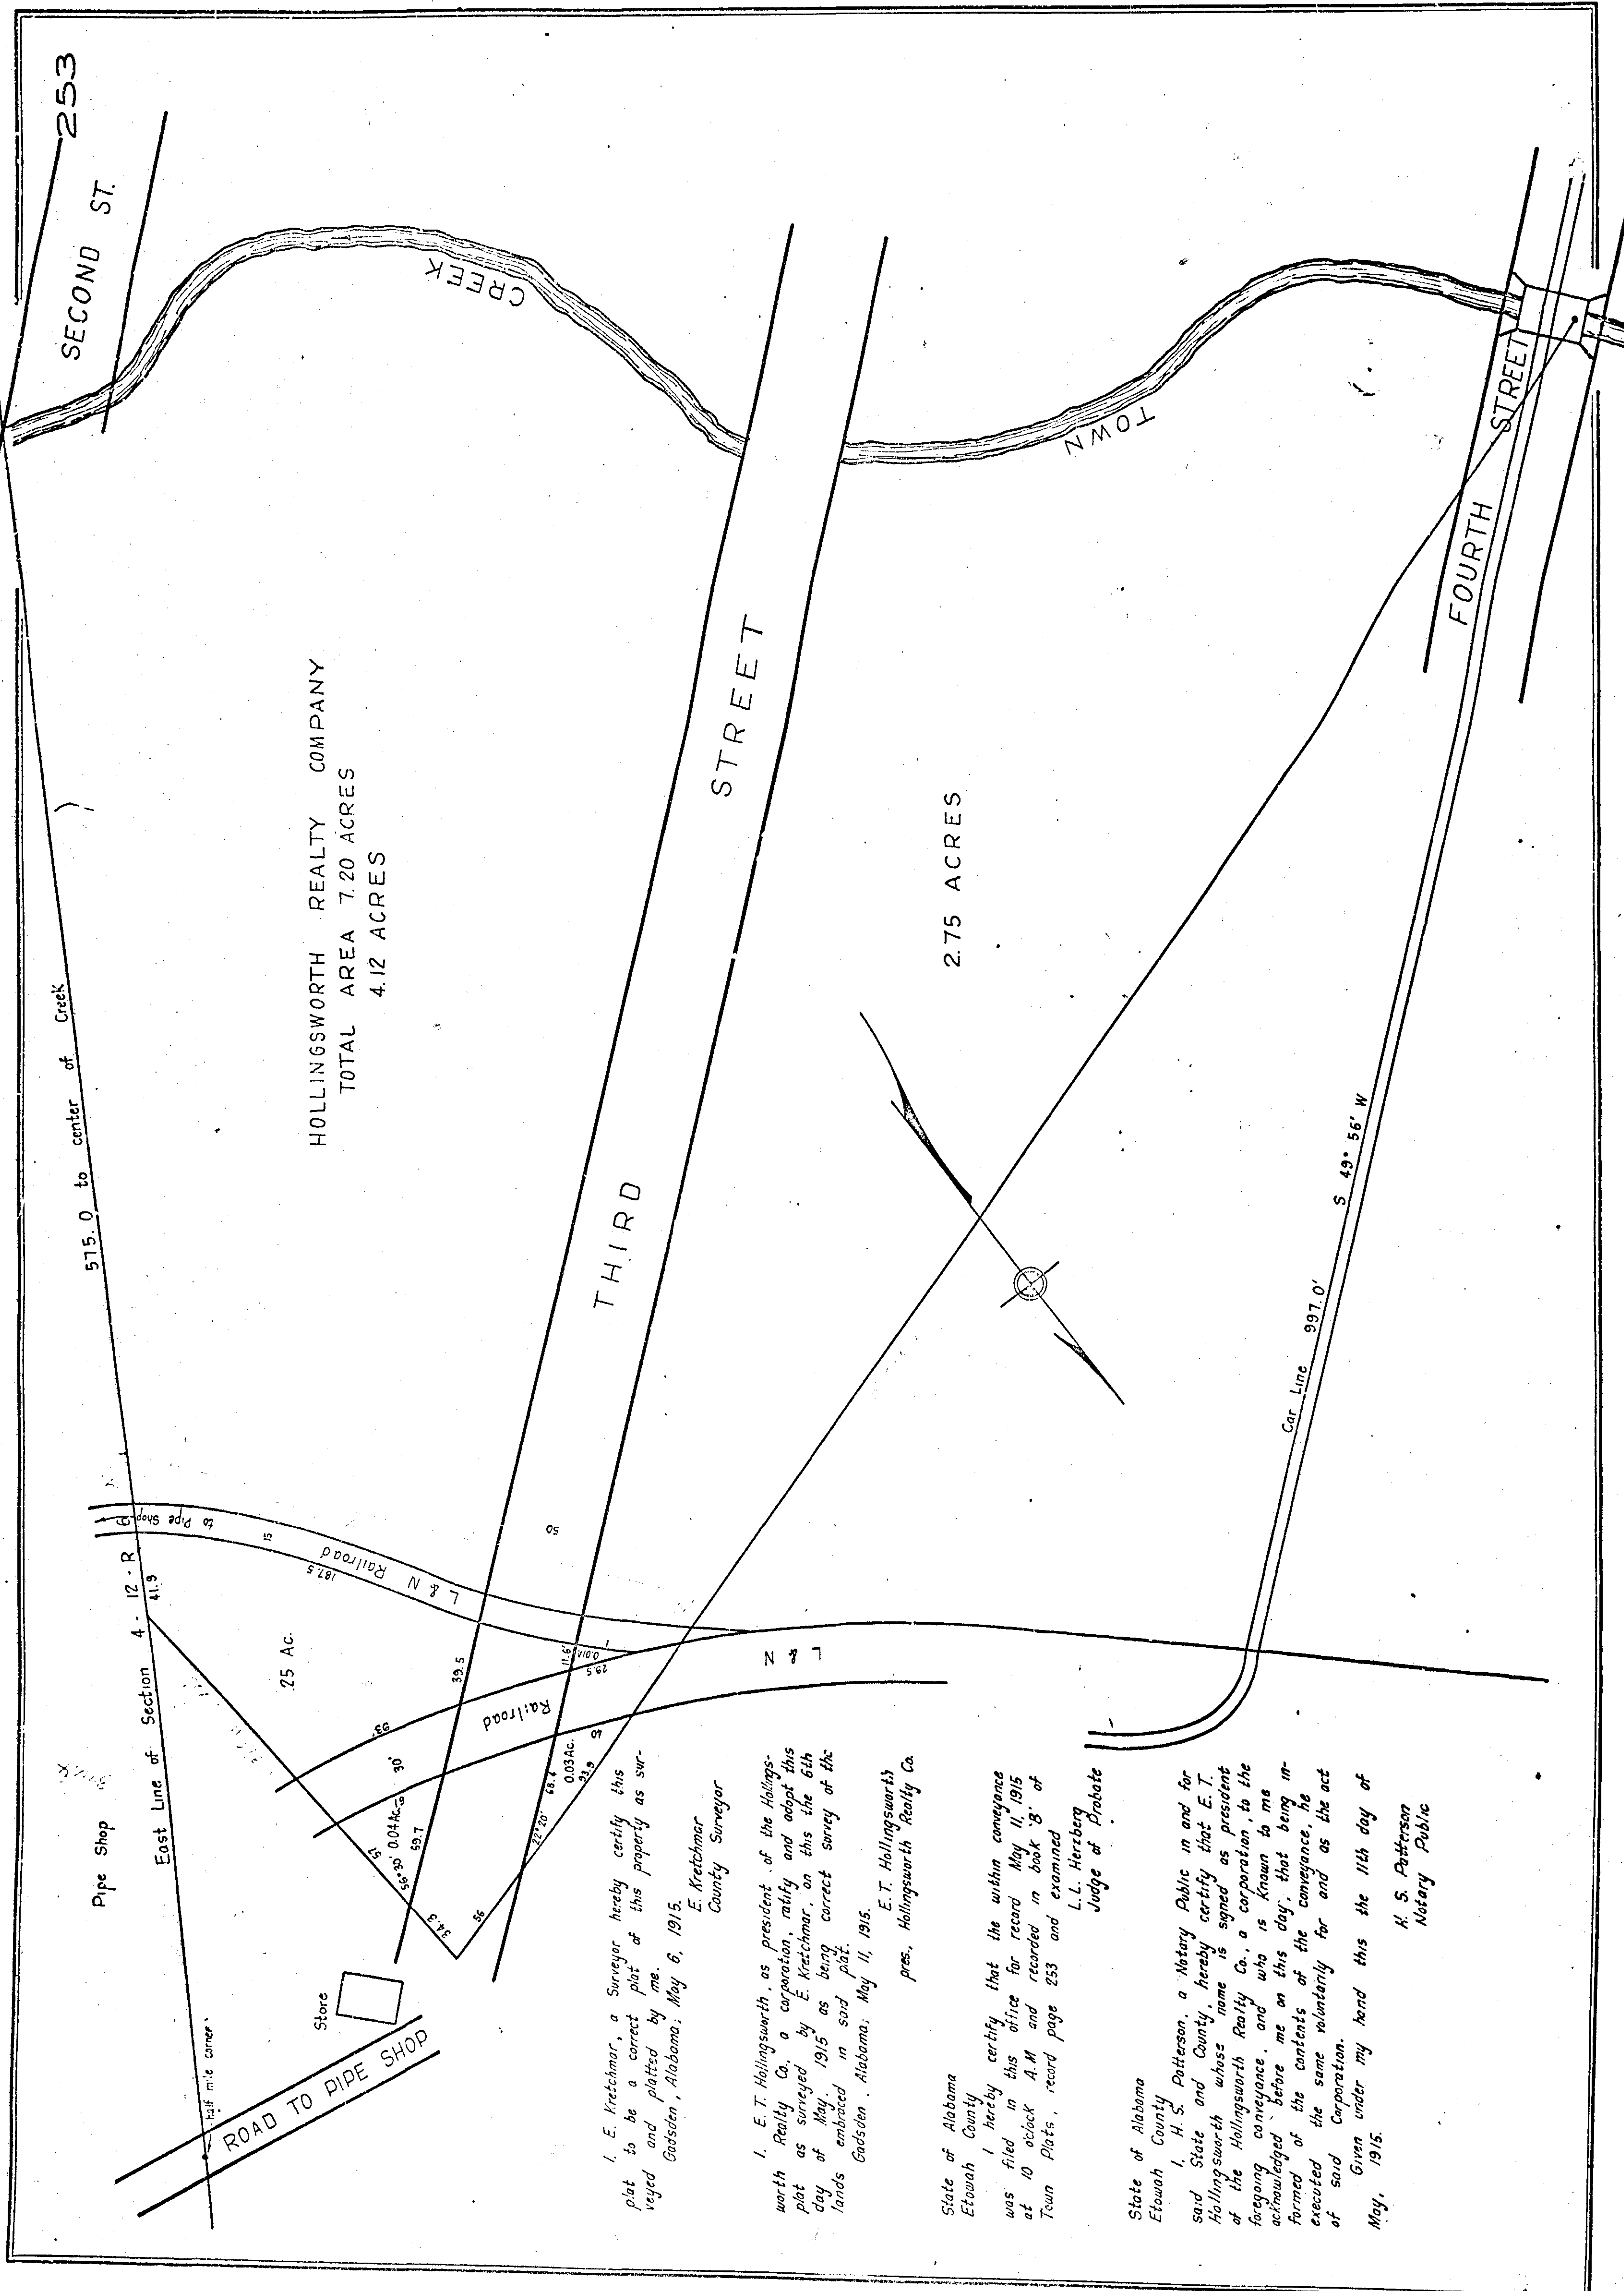 253
SECOND ST.
CREEK
TOWN
FOURTH STREET
THIRD STREET
HOLLINGSWORTH REALTY COMPANY
TOTAL AREA 7.20 ACRES
4.12 ACRES
2.75 ACRES
575.0 to center of Creek
Car Line 997.0' S 49° 56' W
Pipe Shop
East Line of Section 4 - 12 - R 6
41.9
to Pipe Shop
15
L & N Railroad
187.5
.25 Ac.
50
39.5
11.6'
0.01A
29.5
L & N
Railroad
93'
30'
40
57
0.04Ac.
56°30'
59.7
68.4
0.03Ac.
93.9
22°20'
34.3
56
Store
half mile corner
ROAD TO PIPE SHOP
I. E. Kretchmar, a Surveyor hereby certify this
plat to be a correct plat of this property as sur-
veyed and platted by me.
Gadsden, Alabama; May 6, 1915.
E. Kretchmar
County Surveyor
I. E. T. Hollingsworth, as president of the Hollings-
worth Realty Co. a corporation, ratify and adopt this
plat as surveyed by E. Kretchmar, on this the 6th
day of May. 1915 as being correct survey of the
lands embraced in said plat.
Gadsden. Alabama; May 11, 1915.
E. T. Hollingsworth
pres., Hollingsworth Realty Co.
State of Alabama
Etowah County
I hereby certify that the within conveyance
was filed in this office for record May 11, 1915
at 10 o'clock A.M and recorded in book 'B' of
Town Plats, record page 253 and examined
L. L. Herzberg
Judge of Probate
State of Alabama
Etowah County
I. H. S. Patterson. a Notary Public in and for
said State and County, hereby certify that E. T.
Hollingsworth whose name is signed as president
of the Hollingsworth Realty Co., a corporation, to the
foregoing conveyance, and who is Known to me
acknowledged before me on this day, that being in-
formed of the contents of the conveyance, he
executed the same voluntarily for and as the act
of said Corporation.
Given under my hand this the 11th day of
May, 1915.
H. S. Patterson
Notary Public